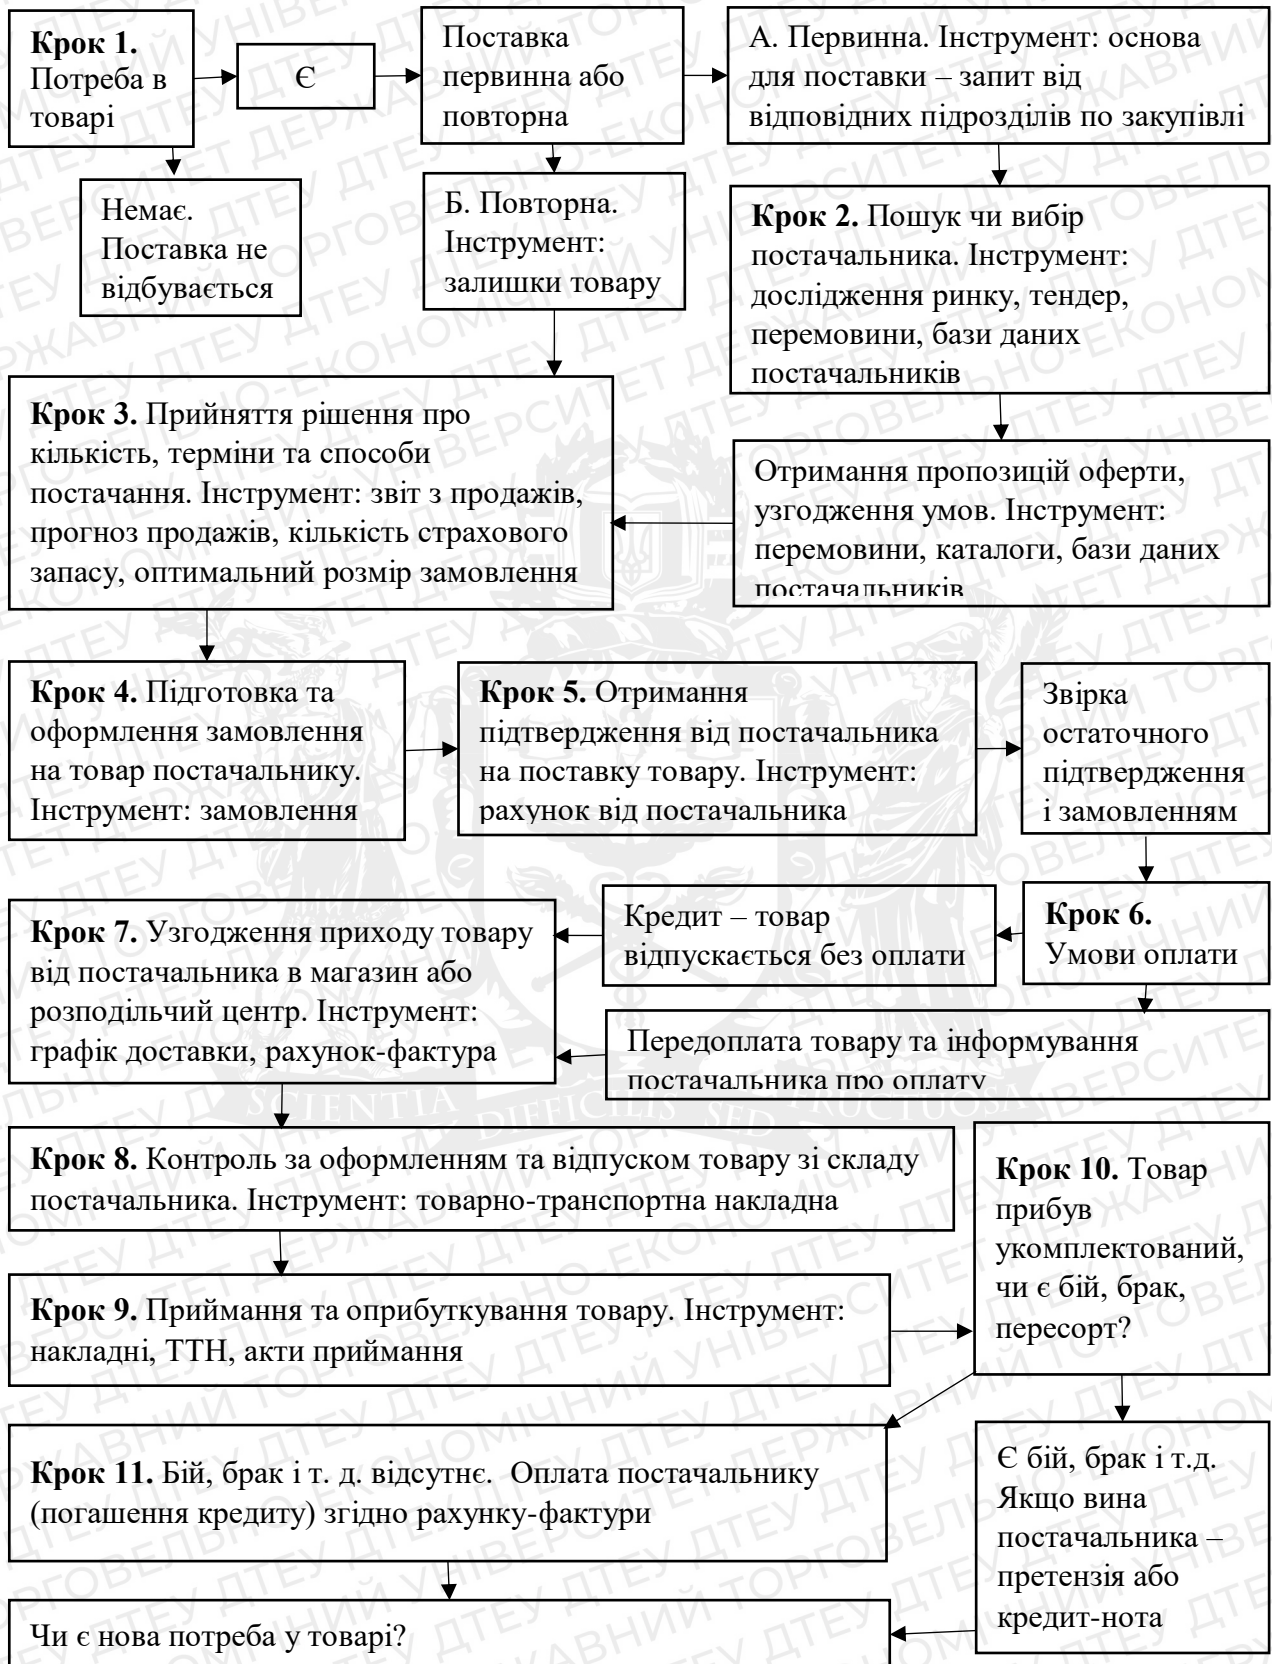 Крок 1.
Потреба в
товарі
Є
Поставка
первинна або
повторна
А. Первинна. Інструмент: основа
для поставки – запит від
відповідних підрозділів по закупівлі
Немає.
Поставка не
відбувається
Б. Повторна.
Інструмент:
залишки товару
Крок 2. Пошук чи вибір
постачальника. Інструмент:
дослідження ринку, тендер,
перемовини, бази даних
постачальників
Крок 3. Прийняття рішення про
кількість, терміни та способи
постачання. Інструмент: звіт з продажів,
прогноз продажів, кількість страхового
запасу, оптимальний розмір замовлення
Отримання пропозицій оферти,
узгодження умов. Інструмент:
перемовини, каталоги, бази даних
постачальників
Крок 4. Підготовка та
оформлення замовлення
на товар постачальнику.
Інструмент: замовлення
Крок 5. Отримання
підтвердження від постачальника
на поставку товару. Інструмент:
рахунок від постачальника
Звірка
остаточного
підтвердження
і замовленням
Крок 6.
Умови оплати
Кредит – товар
відпускається без оплати
Крок 7. Узгодження приходу товару
від постачальника в магазин або
розподільчий центр. Інструмент:
графік доставки, рахунок-фактура
Передоплата товару та інформування
постачальника про оплату
SCIENTIA DIFFICILIS SED FRUCTUOSA
Крок 8. Контроль за оформленням та відпуском товару зі складу
постачальника. Інструмент: товарно-транспортна накладна
Крок 9. Приймання та оприбуткування товару. Інструмент:
накладні, ТТН, акти приймання
Крок 10. Товар
прибув
укомплектований,
чи є бій, брак,
пересорт?
Крок 11. Бій, брак і т. д. відсутнє. Оплата постачальнику
(погашення кредиту) згідно рахунку-фактури
Є бій, брак і т.д.
Якщо вина
постачальника –
претензія або
кредит-нота
Чи є нова потреба у товарі?